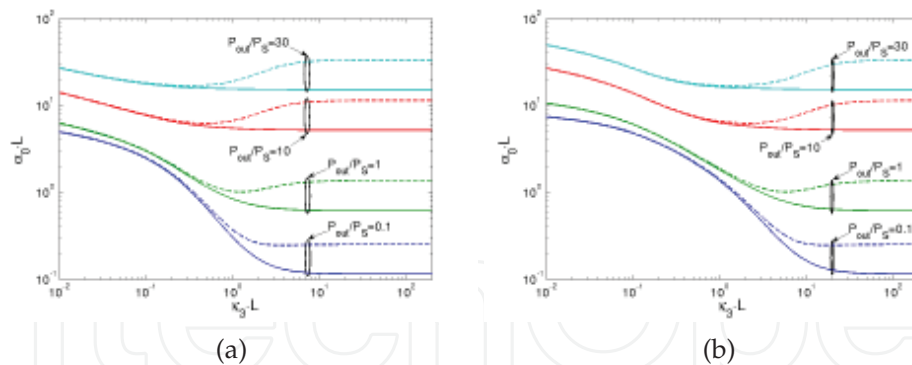 10²
10¹
10⁰
10⁻¹
α₀·L
P_out/P_S=30
P_out/P_S=10
P_out/P_S=1
P_out/P_S=0.1
10⁻² 10⁻¹ 10⁰ 10¹ 10²
κ₃·L
(a)
10²
10¹
10⁰
10⁻¹
α₀·L
P_out/P_S=30
P_out/P_S=10
P_out/P_S=1
P_out/P_S=0.1
10⁻² 10⁻¹ 10⁰ 10¹ 10²
κ₃·L
(b)